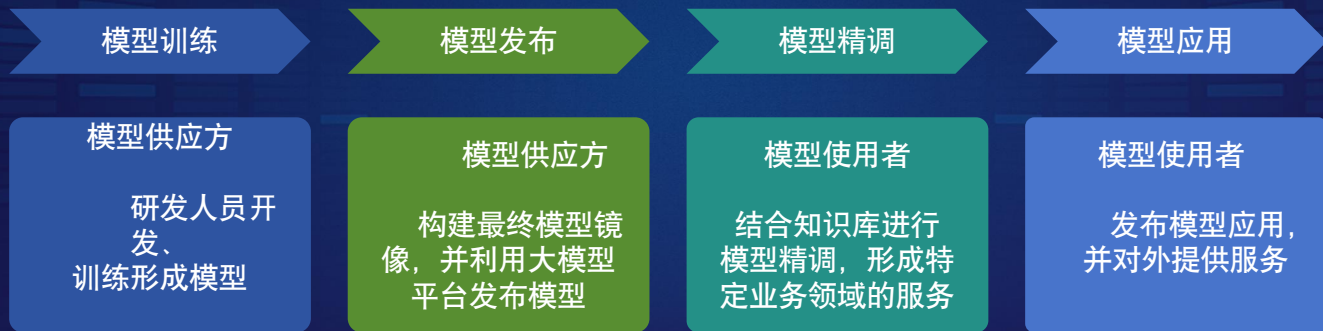 模型训练
模型发布
模型精调
模型应用
模型供应方
研发人员开
发、
训练形成模型
模型供应方
构建最终模型镜
像，并利用大模型
平台发布模型
模型使用者
结合知识库进行
模型精调，形成特
定业务领域的服务
模型使用者
发布模型应用，
并对外提供服务